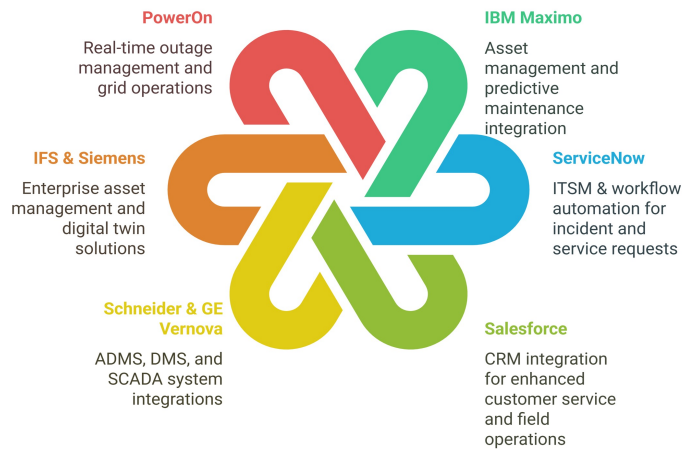 PowerOn
Real-time outage
management and
grid operations
IBM Maximo
Asset
management and
predictive
maintenance
integration
IFS & Siemens
Enterprise asset
management and
digital twin
solutions
ServiceNow
ITSM & workflow
automation for
incident and
service requests
Schneider & GE
Vernova
ADMS, DMS, and
SCADA system
integrations
Salesforce
CRM integration
for enhanced
customer service
and field
operations